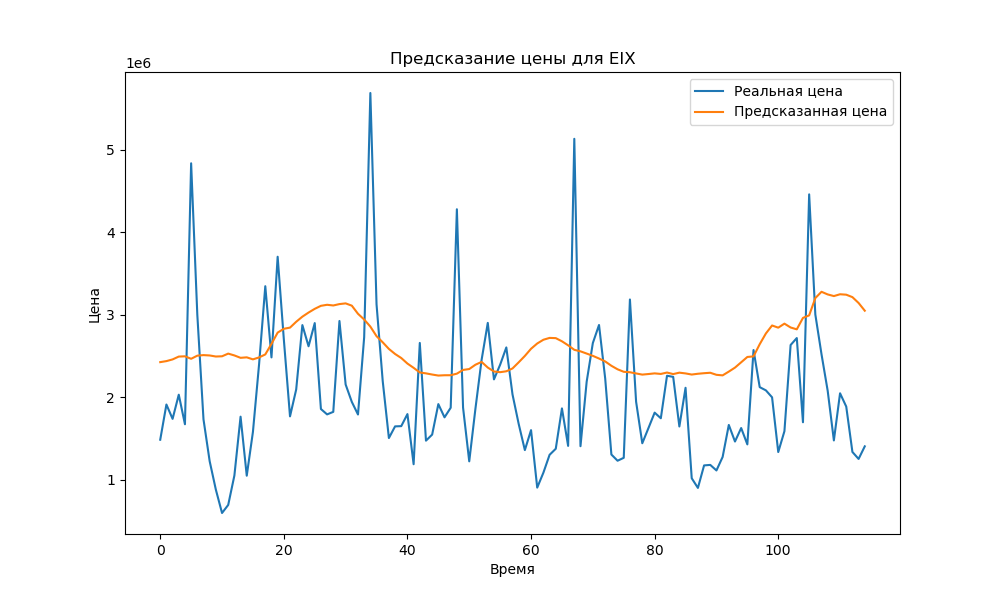 Предсказание цены для EIX
1e6
Реальная цена
Предсказанная цена
5
4
3
2
1
Цена
0 20 40 60 80 100
Время